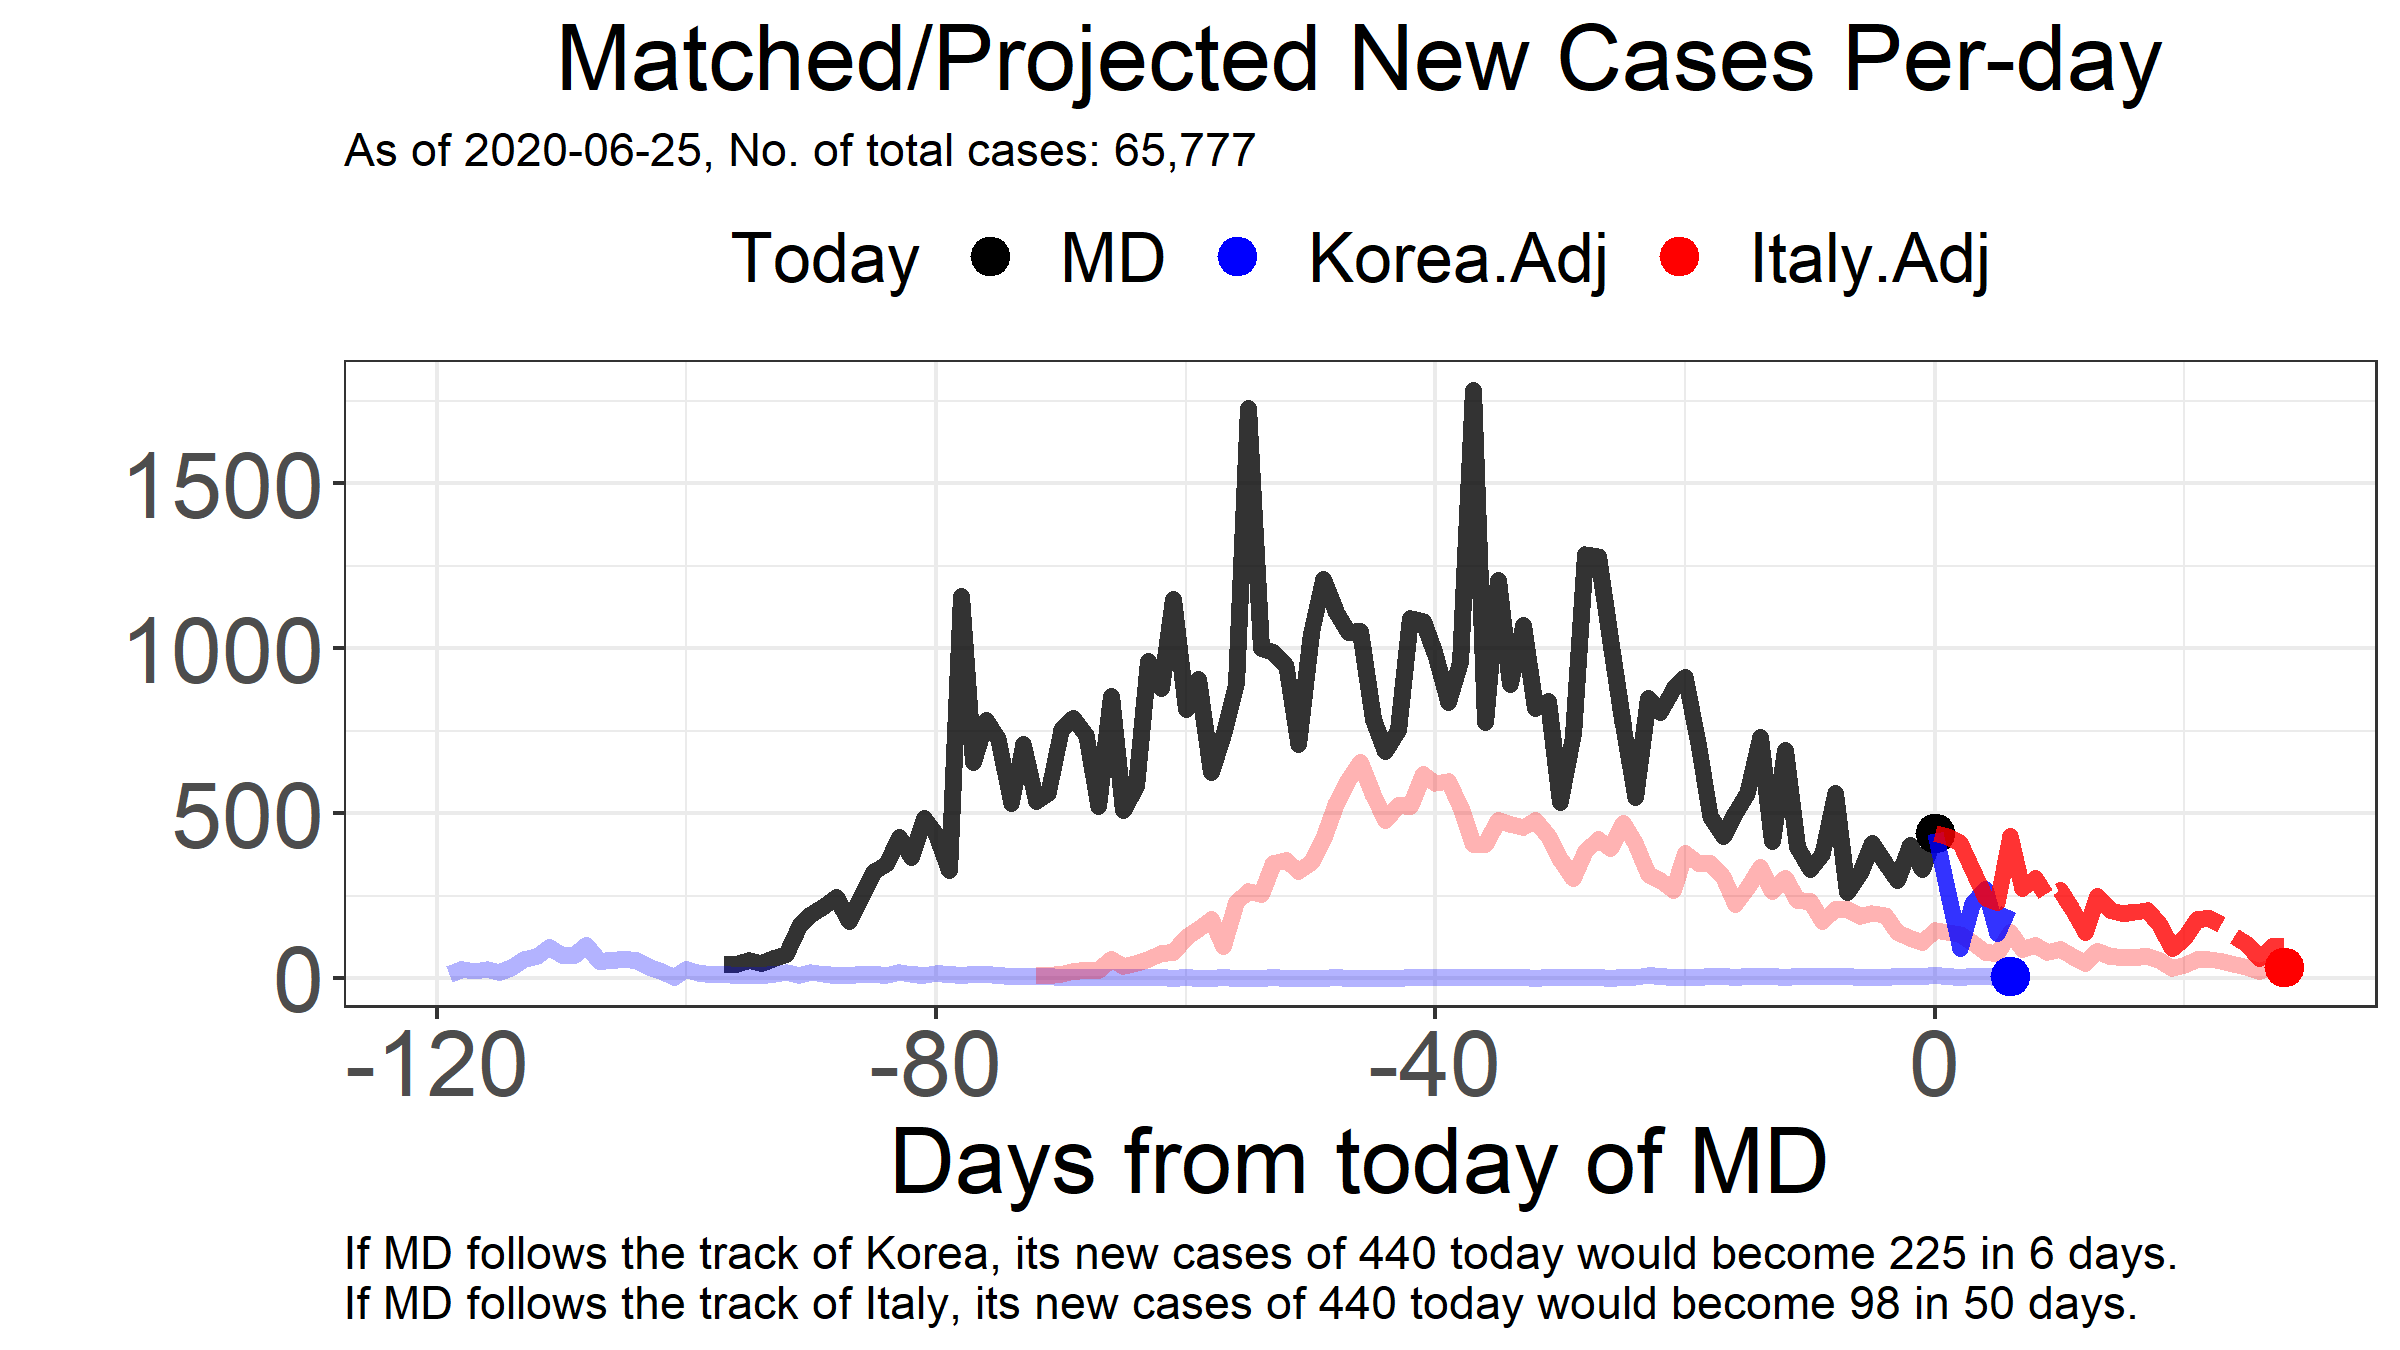 Matched/Projected New Cases Per-day
As of 2020-06-25, No. of total cases: 65,777
Today MD Korea.Adj Italy.Adj
1500
1000
500
0
-120 -80 -40 0
Days from today of MD
If MD follows the track of Korea, its new cases of 440 today would become 225 in 6 days.
If MD follows the track of Italy, its new cases of 440 today would become 98 in 50 days.